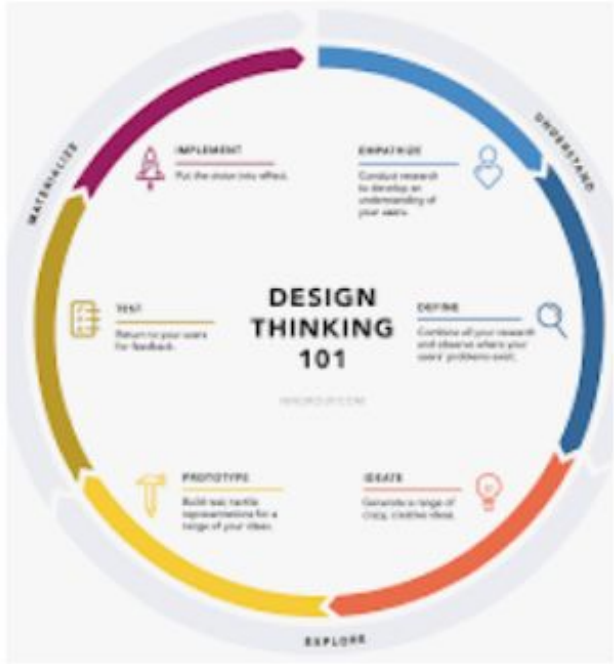 DESIGN
THINKING
101
NNGROUP.COM
UNDERSTAND
EMPATHIZE
Conduct research
to develop an
understanding of
your users.
DEFINE
Combine all your research
and observe where your
users' problems exist.
EXPLORE
IDEATE
Generate a range of
crazy, creative ideas.
PROTOTYPE
Build real, tactile
representations for a
range of your ideas.
MATERIALIZE
TEST
Return to your users
for feedback.
IMPLEMENT
Put the vision into effect.